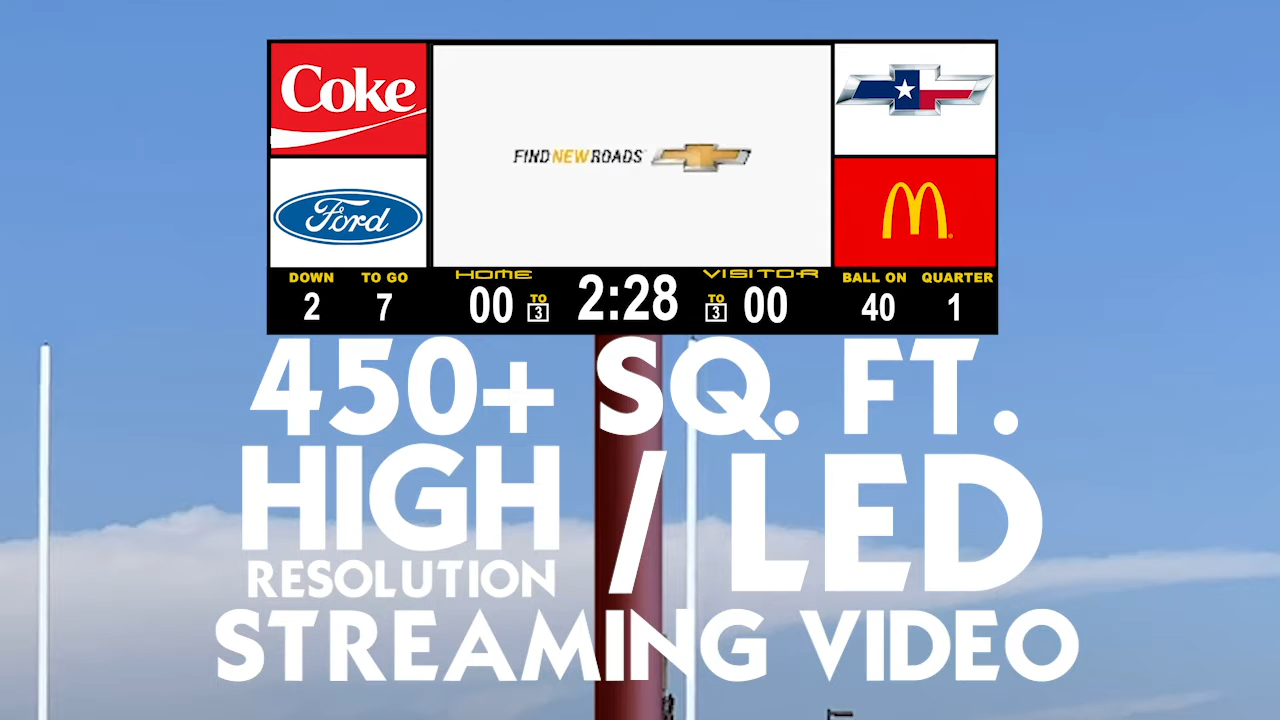 Coke
Ford
FIND NEW ROADS
DOWN TO GO HOME VISITOR BALL ON QUARTER
2 7 00 TO 3 2:28 TO 3 00 40 1
450+ SQ. FT.
HIGH / LED
RESOLUTION
STREAMING VIDEO